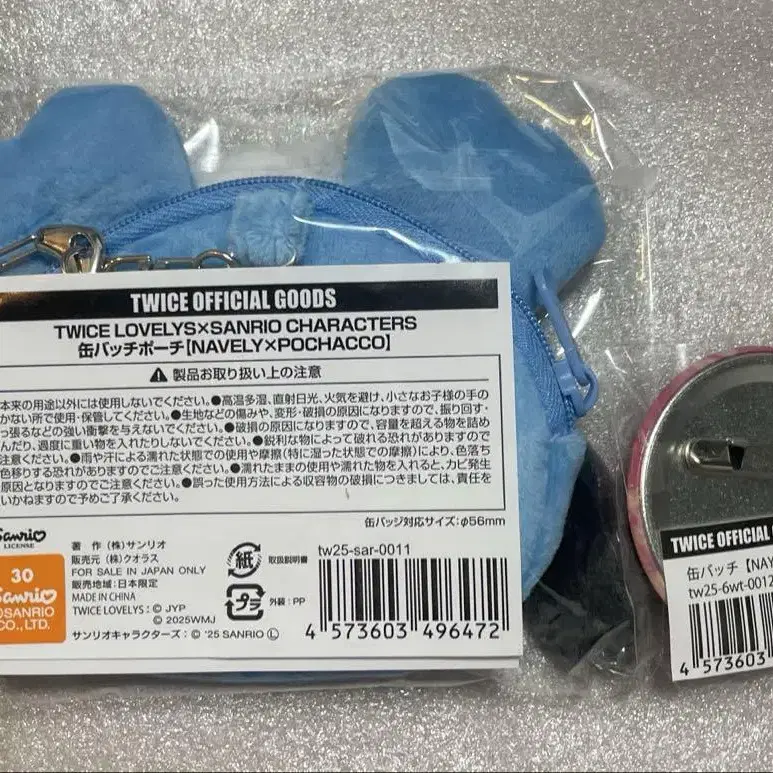 TWICE OFFICIAL GOODS
TWICE LOVELYS×SANRIO CHARACTERS
缶バッチポーチ【NAVELY×POCHACCO】
⚠ 製品お取り扱い上の注意
本来の用途以外には使用しないでください。●高温多湿、直射日光、火気を避け、小さなお子様の手の
かない所で使用・保管してください。●生地などの傷みや、変形・破損の原因になりますので、振り回す・
っ張るなどの強い衝撃を与えないでください。●破損の原因になりますので、容量を超える物を詰め
んだり、過度に重い物を入れたりしないでください。●鋭利な物によって破れる恐れがありますので
注意ください。●雨や汗による濡れた状態での使用や摩擦(特に湿った状態での摩擦)により、色落ち
色移りする恐れがありますのでご注意ください。●濡れたままの使用や濡れた物を入れると、カビ発生
原因となりますのでご注意ください。●誤った使用方法による収容物の破損につきましては、責任を
いかねますので予めご了承ください。
缶バッジ対応サイズ:φ56mm
Sanrio
LICENSE
30
Sanrio
©SANRIO
CO., LTD.
著 作 (株)サンリオ
販売元 (株)クオラス
FOR SALE IN JAPAN ONLY
販売地域:日本限定
MADE IN CHINA
TWICE LOVELYS:© JYP
© 2025WMJ
サンリオキャラクターズ:© '25 SANRIO Ⓛ
紙 取扱説明書
プラ 外装:PP
tw25-sar-0011
4 573603 496472
TWICE OFFICIAL
缶バッチ【NAY
tw25-6wt-0012
4 573603